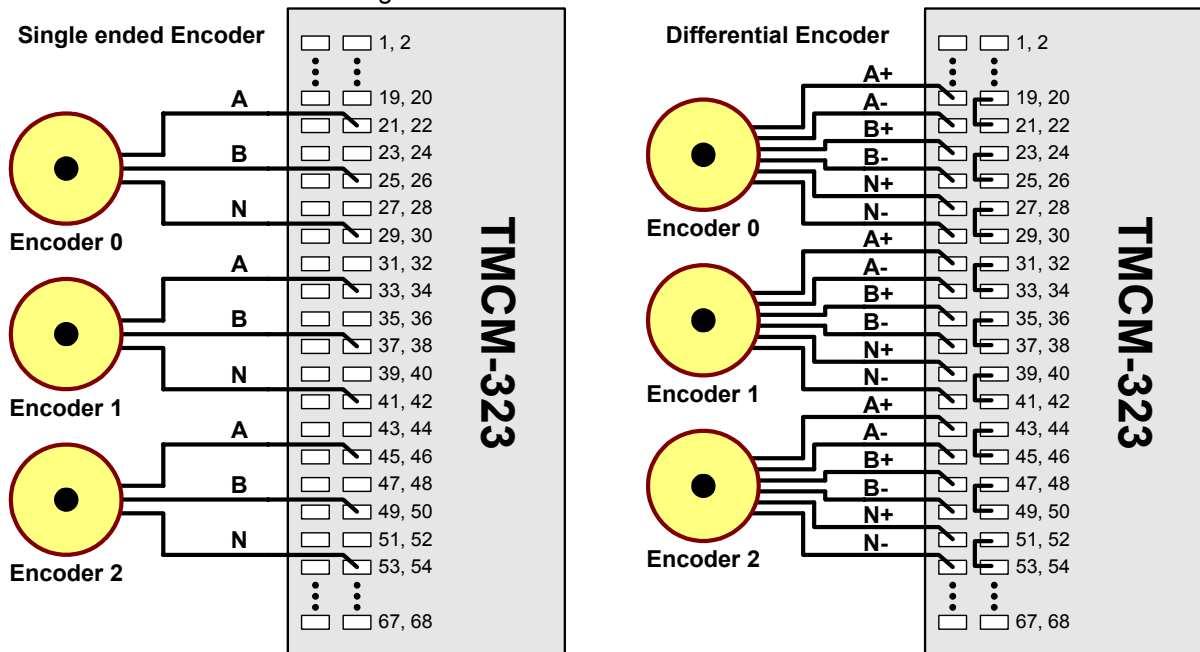 Single ended Encoder
1, 2
A
19, 20
21, 22
B
23, 24
25, 26
N
27, 28
Encoder 0
29, 30
A
31, 32
33, 34
B
35, 36
37, 38
N
39, 40
Encoder 1
41, 42
A
43, 44
45, 46
B
47, 48
49, 50
N
51, 52
Encoder 2
53, 54
67, 68
TMCM-323
Differential Encoder
1, 2
A+
19, 20
A-
21, 22
B+
23, 24
B-
25, 26
N+
27, 28
Encoder 0
N-
29, 30
A+
31, 32
A-
33, 34
B+
35, 36
B-
37, 38
N+
39, 40
Encoder 1
N-
41, 42
A+
43, 44
A-
45, 46
B+
47, 48
B-
49, 50
N+
51, 52
Encoder 2
N-
53, 54
67, 68
TMCM-323